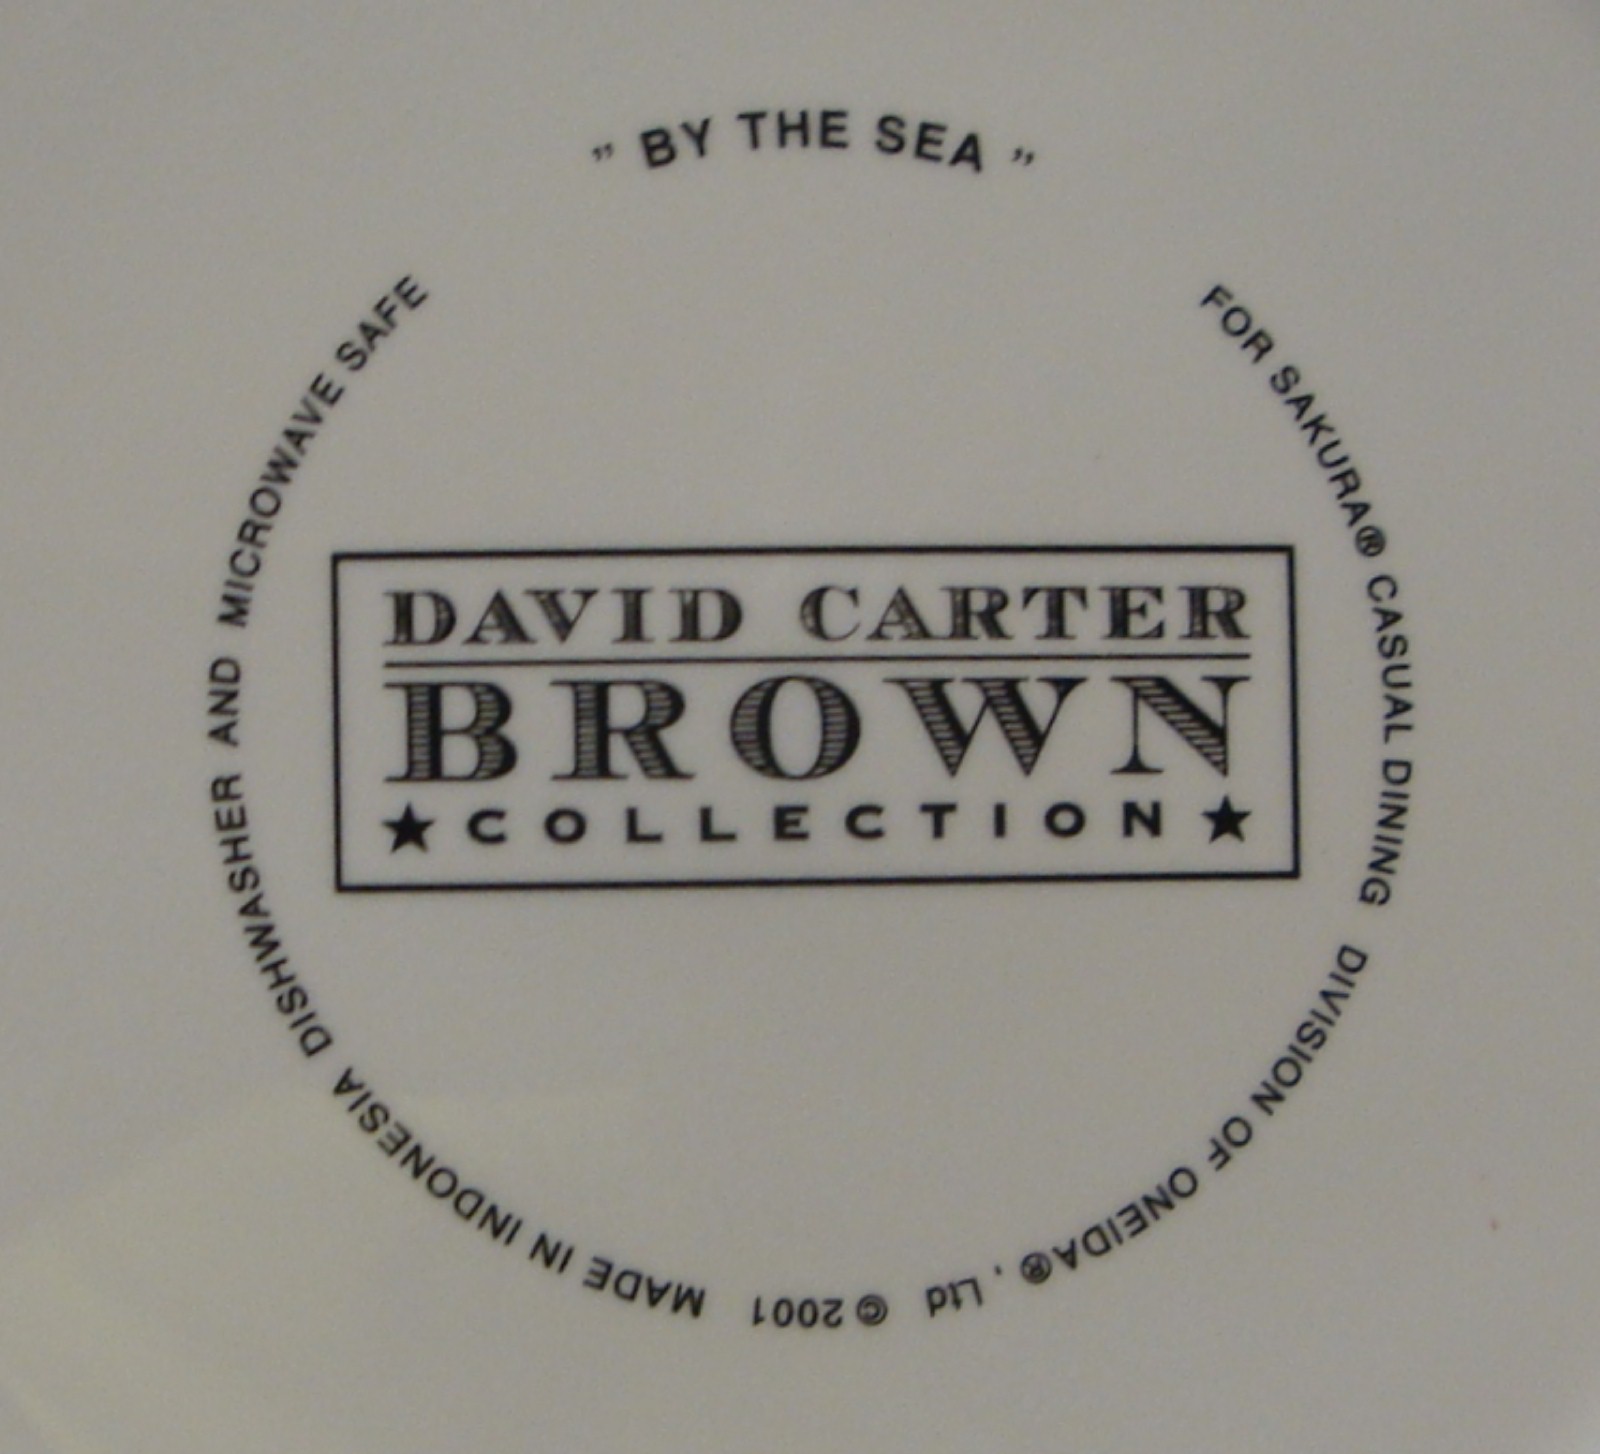 ” BY THE SEA ”
FOR SAKURA® CASUAL DINING DIVISION OF ONEIDA® , Ltd © 2001 MADE IN INDONESIA DISHWASHER AND MICROWAVE SAFE
DAVID CARTER
BROWN
★ COLLECTION ★